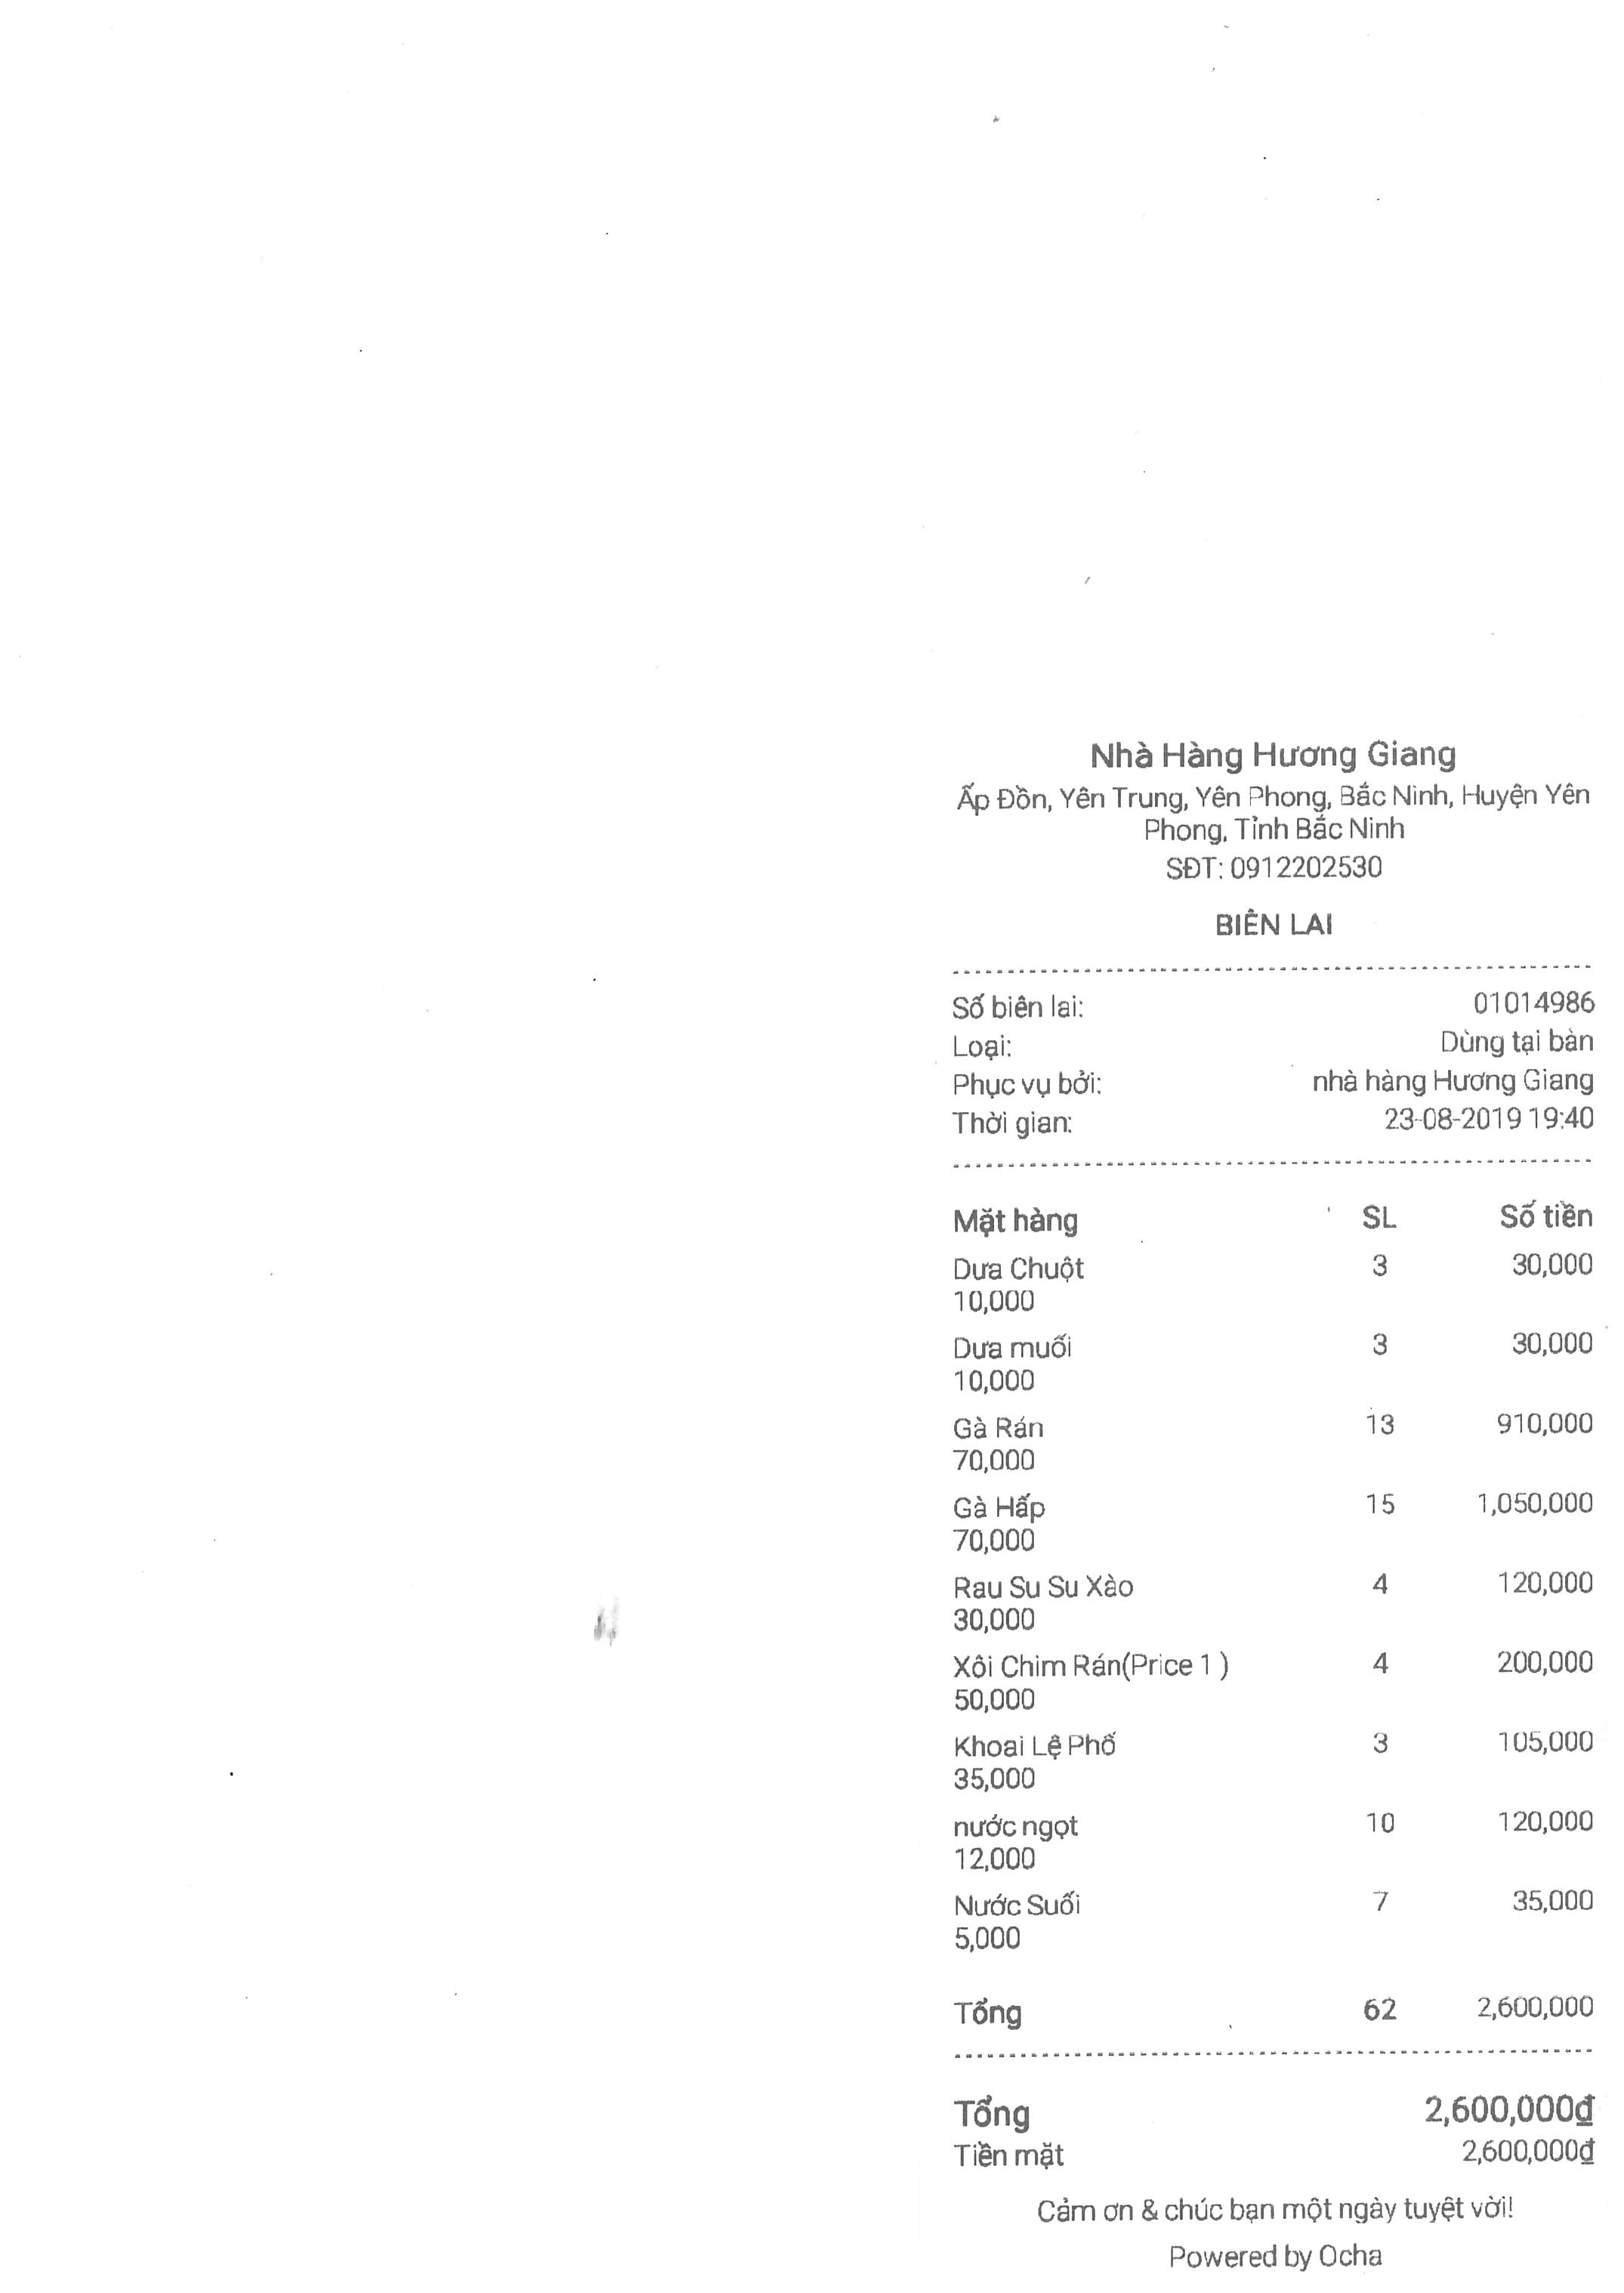 Nhà Hàng Hương Giang
Ấp Đồn, Yên Trung, Yên Phong, Bắc Ninh, Huyện Yên
Phong, Tỉnh Bắc Ninh
SĐT: 0912202530
BIÊN LAI
Số biên lai: 01014986
Loại: Dùng tại bàn
Phục vụ bởi: nhà hàng Hương Giang
Thời gian: 23-08-2019 19:40
Mặt hàng SL Số tiền
Dưa Chuột 3 30,000
10,000
Dưa muối 3 30,000
10,000
Gà Rán 13 910,000
70,000
Gà Hấp 15 1,050,000
70,000
Rau Su Su Xào 4 120,000
30,000
Xôi Chim Rán(Price 1 ) 4 200,000
50,000
Khoai Lệ Phố 3 105,000
35,000
nước ngọt 10 120,000
12,000
Nước Suối 7 35,000
5,000
Tổng 62 2,600,000
Tổng 2,600,000₫
Tiền mặt 2,600,000₫
Cảm ơn & chúc bạn một ngày tuyệt vời!
Powered by Ocha